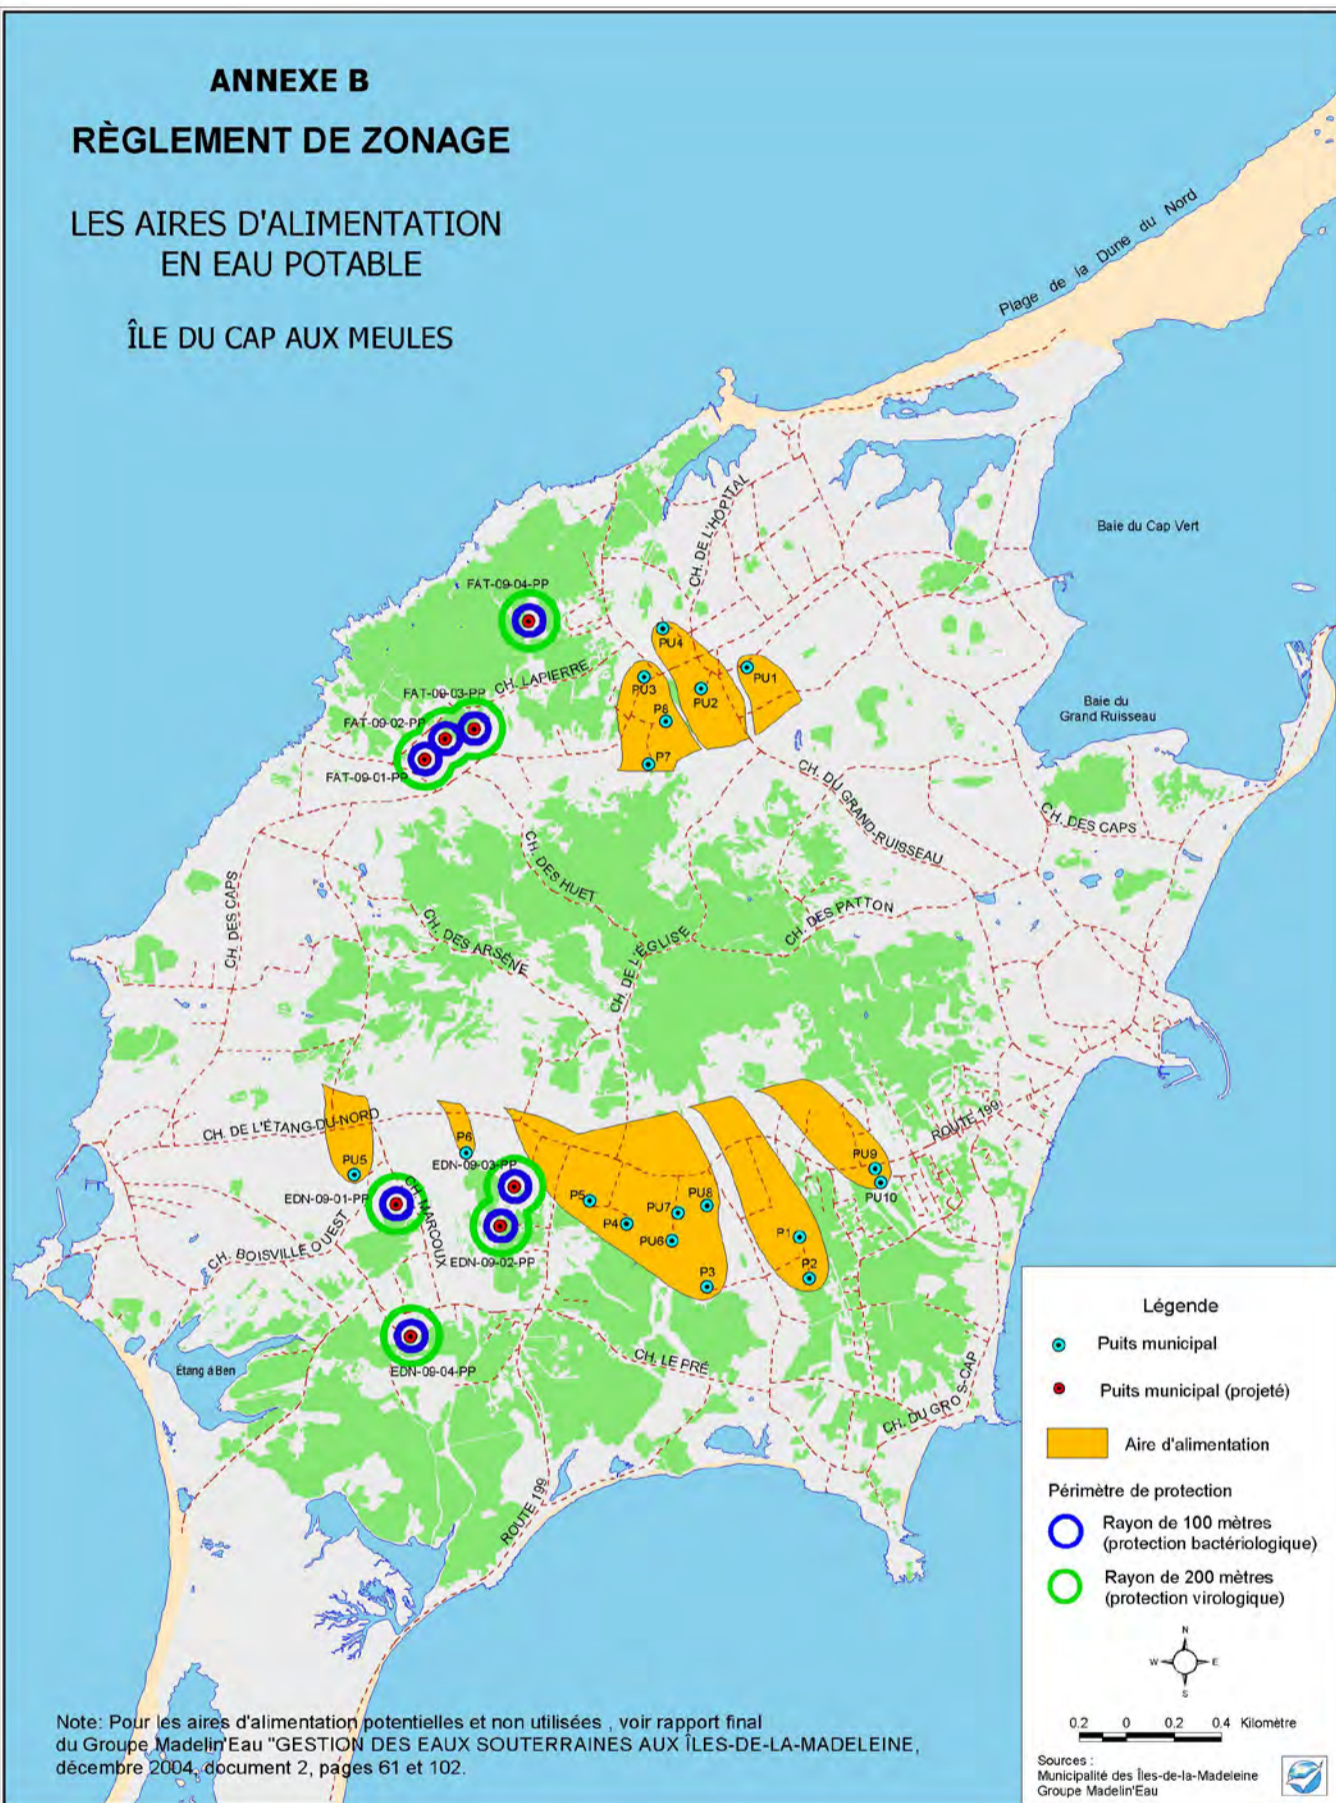 ANNEXE B
RÈGLEMENT DE ZONAGE
LES AIRES D'ALIMENTATION
EN EAU POTABLE
ÎLE DU CAP AUX MEULES
Plage de la Dune du Nord
Baie du Cap Vert
CH. DE L'HÔPITAL
FAT-09-04-PP
PU4
CH. LAPIERRE
PU1
PU3
PU2
FAT-09-03-PP
Baie du
Grand Ruisseau
P8
FAT-09-02-PP
P7
FAT-09-01-PP
CH. DU GRAND-RUISSEAU
CH. DES CAPS
CH. DES HUET
CH. DES CAPS
CH. DES PATTON
CH. DES ARSÈNE
CH. DE L'ÉGLISE
CH. DE L'ÉTANG-DU-NORD
ROUTE 199
P6
PU5
EDN-09-03-PP
PU9
PU10
EDN-09-01-PP
CH. MARCOUX
P5
PU8
PU7
P4
PU6
P1
CH. BOISVILLE OUEST
EDN-09-02-PP
P3
P2
CH. LE PRÉ
Étang à Ben
EDN-09-04-PP
CH. DU GROS-CAP
ROUTE 199
Légende
Puits municipal
Puits municipal (projeté)
Aire d'alimentation
Périmètre de protection
Rayon de 100 mètres
(protection bactériologique)
Rayon de 200 mètres
(protection virologique)
N
W E
S
0.2 0 0.2 0.4 Kilomètre
Sources :
Municipalité des Îles-de-la-Madeleine
Groupe Madelin'Eau
Note: Pour les aires d'alimentation potentielles et non utilisées , voir rapport final
du Groupe Madelin'Eau "GESTION DES EAUX SOUTERRAINES AUX ÎLES-DE-LA-MADELEINE,
décembre 2004, document 2, pages 61 et 102.